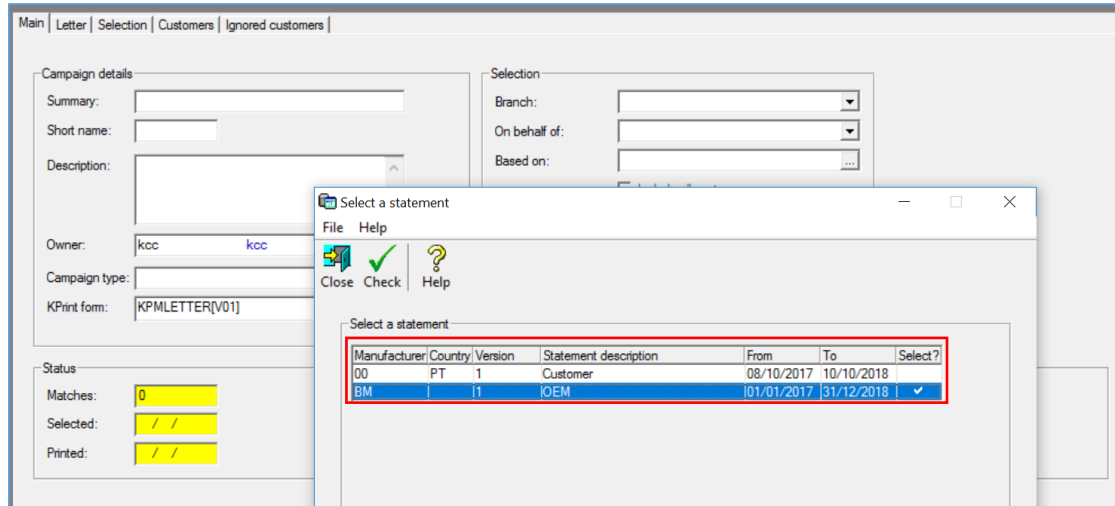 Main Letter Selection Customers Ignored customers
Campaign details
Summary:
Short name:
Description:
Owner: kcc kcc
Campaign type:
KPrint form: KPMLETTER[V01]
Selection
Branch:
On behalf of:
Based on: ...
Status
Matches: 0
Selected: / /
Printed: / /
Select a statement
File Help
Close Check Help
Select a statement
Manufacturer Country Version Statement description From To Select?
00 PT 1 Customer 08/10/2017 10/10/2018
BM 1 OEM 01/01/2017 31/12/2018